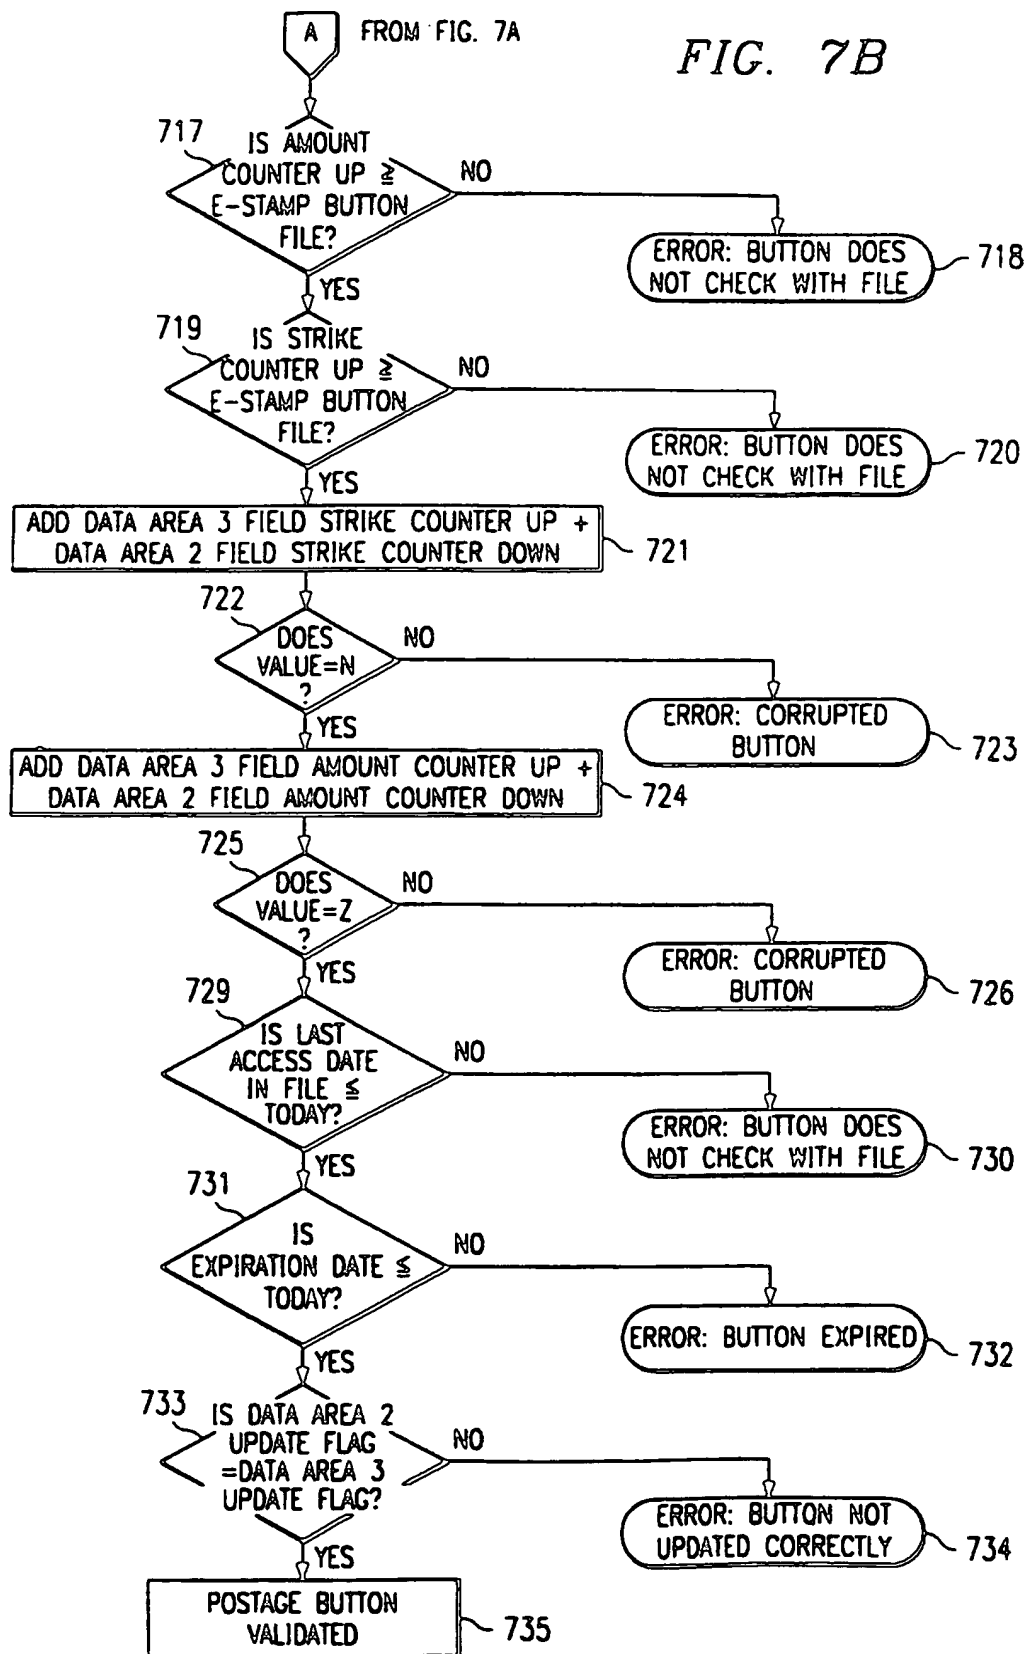 A FROM FIG. 7A
FIG. 7B
717
IS AMOUNT
COUNTER UP ≧
E-STAMP BUTTON
FILE?
NO
ERROR: BUTTON DOES
NOT CHECK WITH FILE
718
YES
719
IS STRIKE
COUNTER UP ≧
E-STAMP BUTTON
FILE?
NO
ERROR: BUTTON DOES
NOT CHECK WITH FILE
720
YES
ADD DATA AREA 3 FIELD STRIKE COUNTER UP +
DATA AREA 2 FIELD STRIKE COUNTER DOWN
721
722
DOES
VALUE=N
?
NO
ERROR: CORRUPTED
BUTTON
723
YES
ADD DATA AREA 3 FIELD AMOUNT COUNTER UP +
DATA AREA 2 FIELD AMOUNT COUNTER DOWN
724
725
DOES
VALUE=Z
?
NO
ERROR: CORRUPTED
BUTTON
726
YES
729
IS LAST
ACCESS DATE
IN FILE ≦
TODAY?
NO
ERROR: BUTTON DOES
NOT CHECK WITH FILE
730
YES
731
IS
EXPIRATION DATE ≦
TODAY?
NO
ERROR: BUTTON EXPIRED
732
YES
733
IS DATA AREA 2
UPDATE FLAG
=DATA AREA 3
UPDATE FLAG?
NO
ERROR: BUTTON NOT
UPDATED CORRECTLY
734
YES
POSTAGE BUTTON
VALIDATED
735